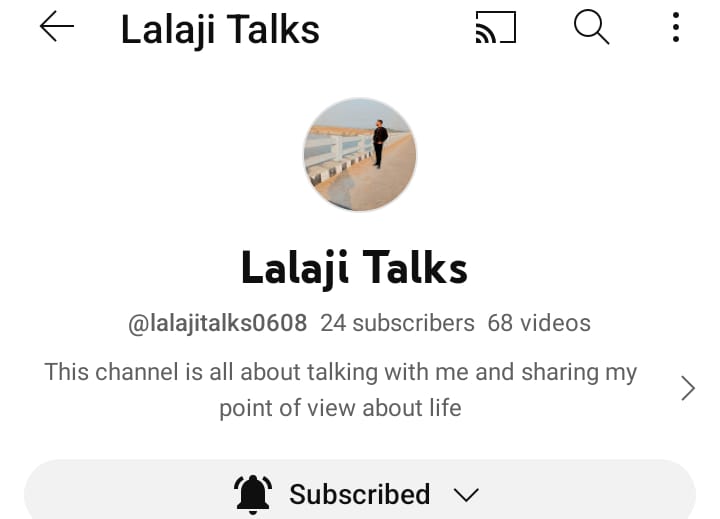 Lalaji Talks
Lalaji Talks
@lalajitalks0608 24 subscribers 68 videos
This channel is all about talking with me and sharing my
point of view about life
Subscribed